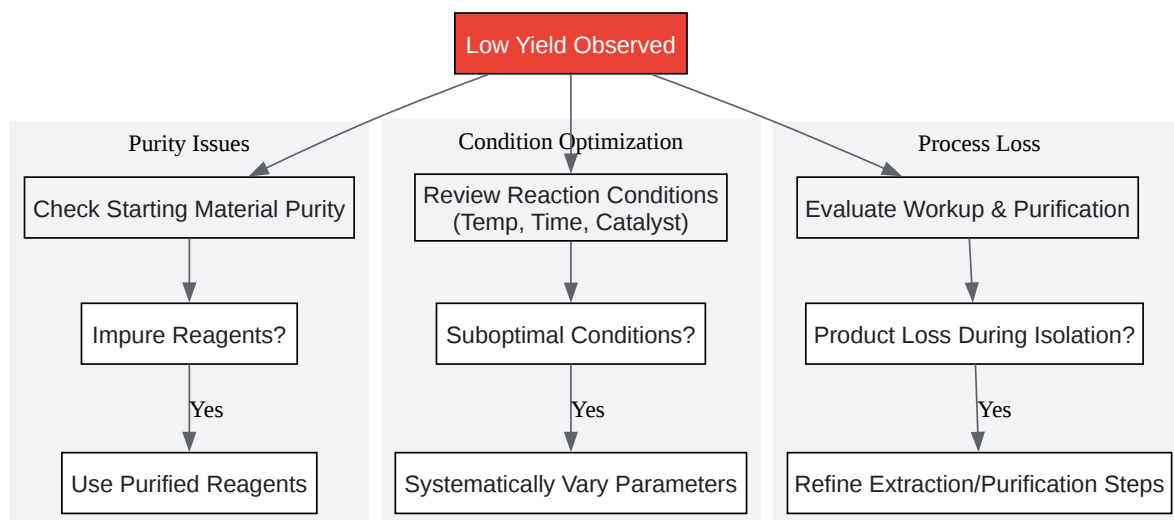 Low Yield Observed
Purity Issues
Condition Optimization
Process Loss
Check Starting Material Purity
Review Reaction Conditions
(Temp, Time, Catalyst)
Evaluate Workup & Purification
Impure Reagents?
Suboptimal Conditions?
Product Loss During Isolation?
Yes
Yes
Yes
Use Purified Reagents
Systematically Vary Parameters
Refine Extraction/Purification Steps